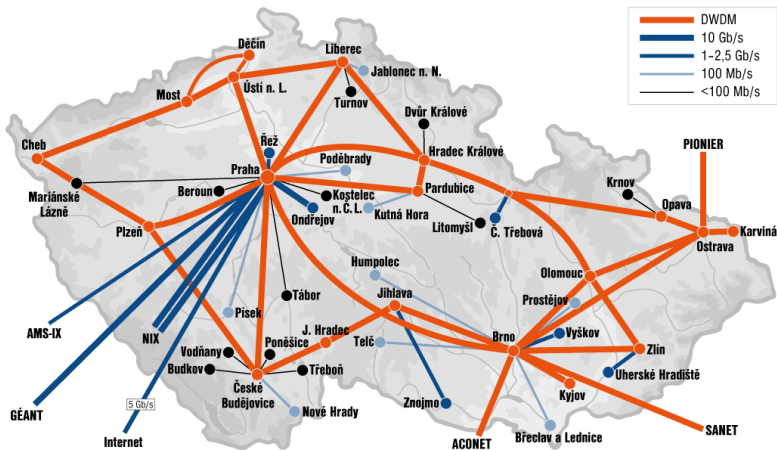 DWDM
10 Gb/s
1–2,5 Gb/s
100 Mb/s
<100 Mb/s
Děčín
Liberec
Jablonec n. N.
Ústí n. L.
Most
Turnov
Dvůr Králové
Cheb
Řež
Praha
Poděbrady
Hradec Králové
PIONIER
Mariánské
Lázně
Beroun
Kostelec
n. Č. L.
Pardubice
Krnov
Opava
Plzeň
Ondřejov
Kutná Hora
Litomyšl
Č. Třebová
Ostrava
Karviná
Humpolec
Olomouc
Tábor
Jihlava
Prostějov
AMS-IX
NIX
Písek
J. Hradec
Telč
Brno
Vyškov
Zlín
Vodňany
Poněšice
Budkov
Třeboň
České
Budějovice
Uherské Hradiště
Kyjov
GÉANT
5 Gb/s
Nové Hrady
Znojmo
Internet
ACONET
Břeclav a Lednice
SANET